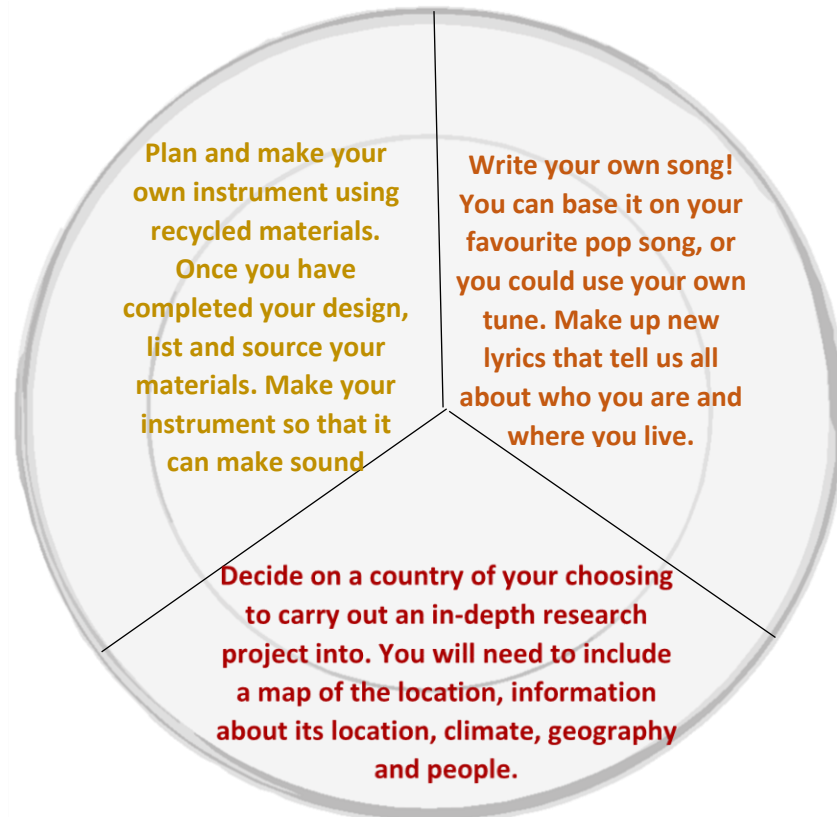 Plan and make your
own instrument using
recycled materials.
Once you have
completed your design,
list and source your
materials. Make your
instrument so that it
can make sound
Write your own song!
You can base it on your
favourite pop song, or
you could use your own
tune. Make up new
lyrics that tell us all
about who you are and
where you live.
Decide on a country of your choosing
to carry out an in-depth research
project into. You will need to include
a map of the location, information
about its location, climate, geography
and people.